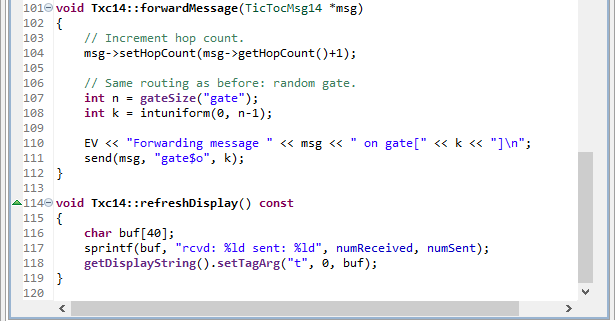 101 void Txc14::forwardMessage(TicTocMsg14 *msg)
102 {
103     // Increment hop count.
104     msg->setHopCount(msg->getHopCount()+1);
105
106     // Same routing as before: random gate.
107     int n = gateSize("gate");
108     int k = intuniform(0, n-1);
109
110     EV << "Forwarding message " << msg << " on gate[" << k << "]\n";
111     send(msg, "gate$o", k);
112 }
113
114 void Txc14::refreshDisplay() const
115 {
116     char buf[40];
117     sprintf(buf, "rcvd: %ld sent: %ld", numReceived, numSent);
118     getDisplayString().setTagArg("t", 0, buf);
119 }
120